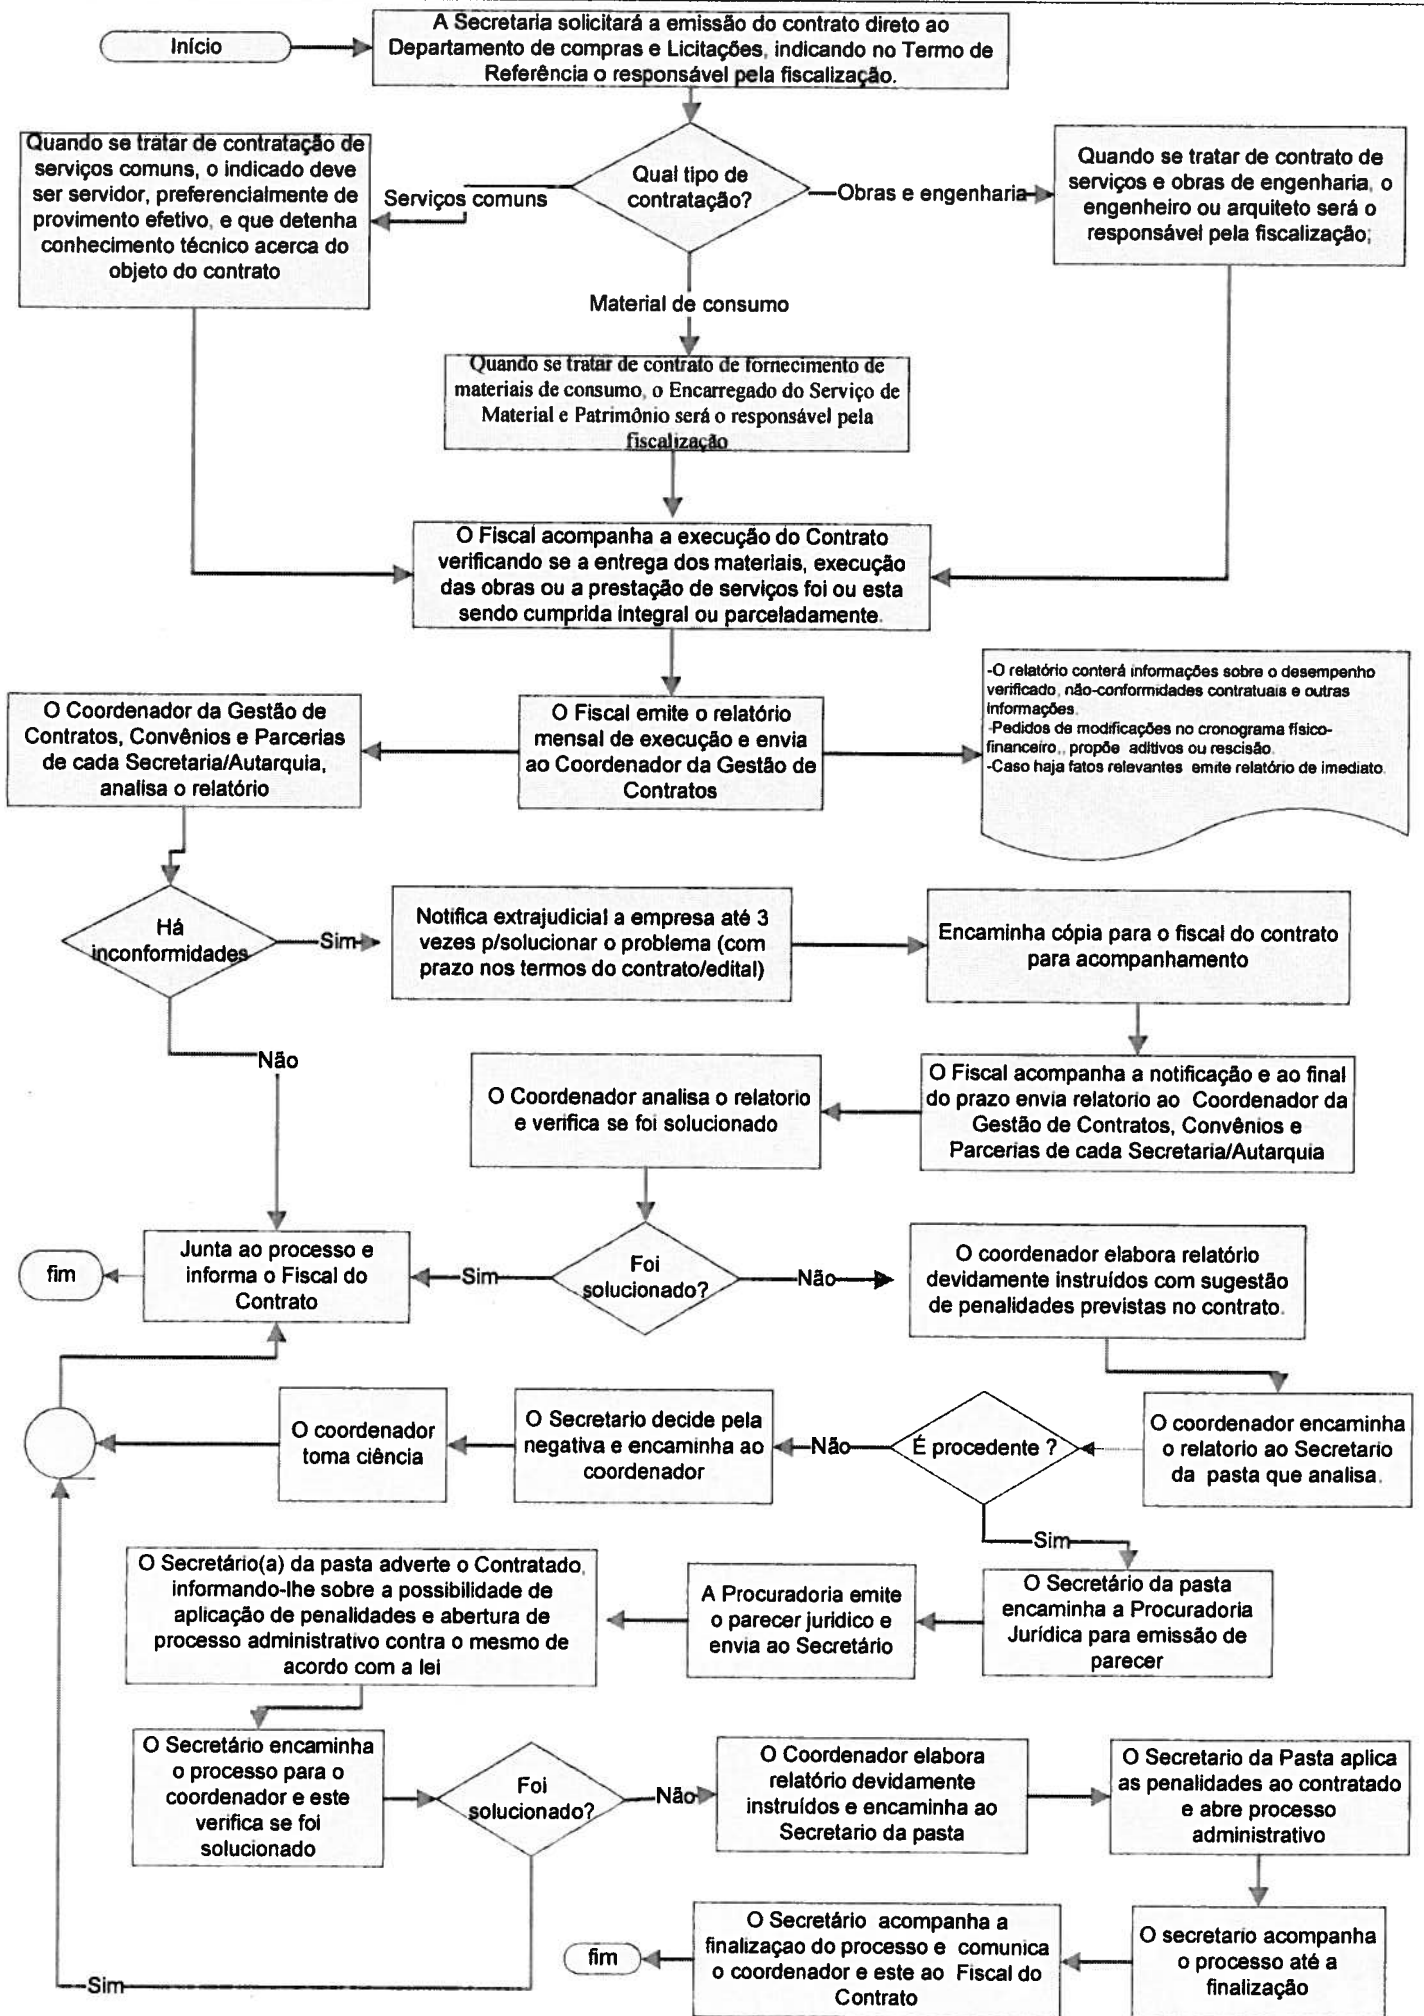 Início
A Secretaria solicitará a emissão do contrato direto ao
Departamento de compras e Licitações, indicando no Termo de
Referência o responsável pela fiscalização.
Quando se tratar de contratação de
serviços comuns, o indicado deve
ser servidor, preferencialmente de
provimento efetivo, e que detenha
conhecimento técnico acerca do
objeto do contrato
Serviços comuns
Qual tipo de
contratação?
Obras e engenharia
Quando se tratar de contrato de
serviços e obras de engenharia, o
engenheiro ou arquiteto será o
responsável pela fiscalização;
Material de consumo
Quando se tratar de contrato de fornecimento de
materiais de consumo, o Encarregado do Serviço de
Material e Patrimônio será o responsável pela
fiscalização
O Fiscal acompanha a execução do Contrato
verificando se a entrega dos materiais, execução
das obras ou a prestação de serviços foi ou esta
sendo cumprida integral ou parceladamente.
O Coordenador da Gestão de
Contratos, Convênios e Parcerias
de cada Secretaria/Autarquia,
analisa o relatório
O Fiscal emite o relatório
mensal de execução e envia
ao Coordenador da Gestão de
Contratos
-O relatório conterá informações sobre o desempenho
verificado, não-conformidades contratuais e outras
informações.
-Pedidos de modificações no cronograma físico-
financeiro,, propõe aditivos ou rescisão.
-Caso haja fatos relevantes emite relatório de imediato.
Há
inconformidades
Sim
Notifica extrajudicial a empresa até 3
vezes p/solucionar o problema (com
prazo nos termos do contrato/edital)
Encaminha cópia para o fiscal do contrato
para acompanhamento
Não
O Coordenador analisa o relatorio
e verifica se foi solucionado
O Fiscal acompanha a notificação e ao final
do prazo envia relatorio ao Coordenador da
Gestão de Contratos, Convênios e
Parcerias de cada Secretaria/Autarquia
fim
Junta ao processo e
informa o Fiscal do
Contrato
Sim
Foi
solucionado?
Não
O coordenador elabora relatório
devidamente instruídos com sugestão
de penalidades previstas no contrato.
O coordenador
toma ciência
O Secretario decide pela
negativa e encaminha ao
coordenador
Não
É procedente ?
O coordenador encaminha
o relatorio ao Secretario
da pasta que analisa.
Sim
O Secretário(a) da pasta adverte o Contratado,
informando-lhe sobre a possibilidade de
aplicação de penalidades e abertura de
processo administrativo contra o mesmo de
acordo com a lei
A Procuradoria emite
o parecer juridico e
envia ao Secretário
O Secretário da pasta
encaminha a Procuradoria
Jurídica para emissão de
parecer
O Secretário encaminha
o processo para o
coordenador e este
verifica se foi
solucionado
Foi
solucionado?
Não
O Coordenador elabora
relatório devidamente
instruídos e encaminha ao
Secretario da pasta
O Secretario da Pasta aplica
as penalidades ao contratado
e abre processo
administrativo
Sim
fim
O Secretário acompanha a
finalizaçao do processo e comunica
o coordenador e este ao Fiscal do
Contrato
O secretario acompanha
o processo até a
finalização